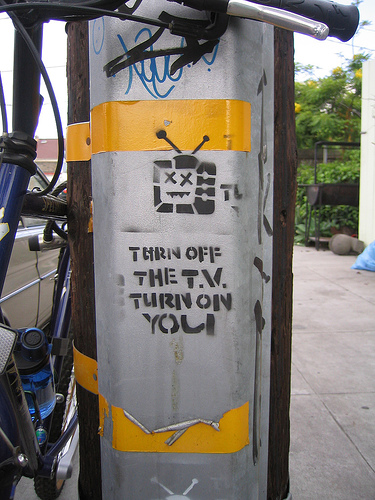 TURN OFF
THE T.V.
TURN ON
YOU!